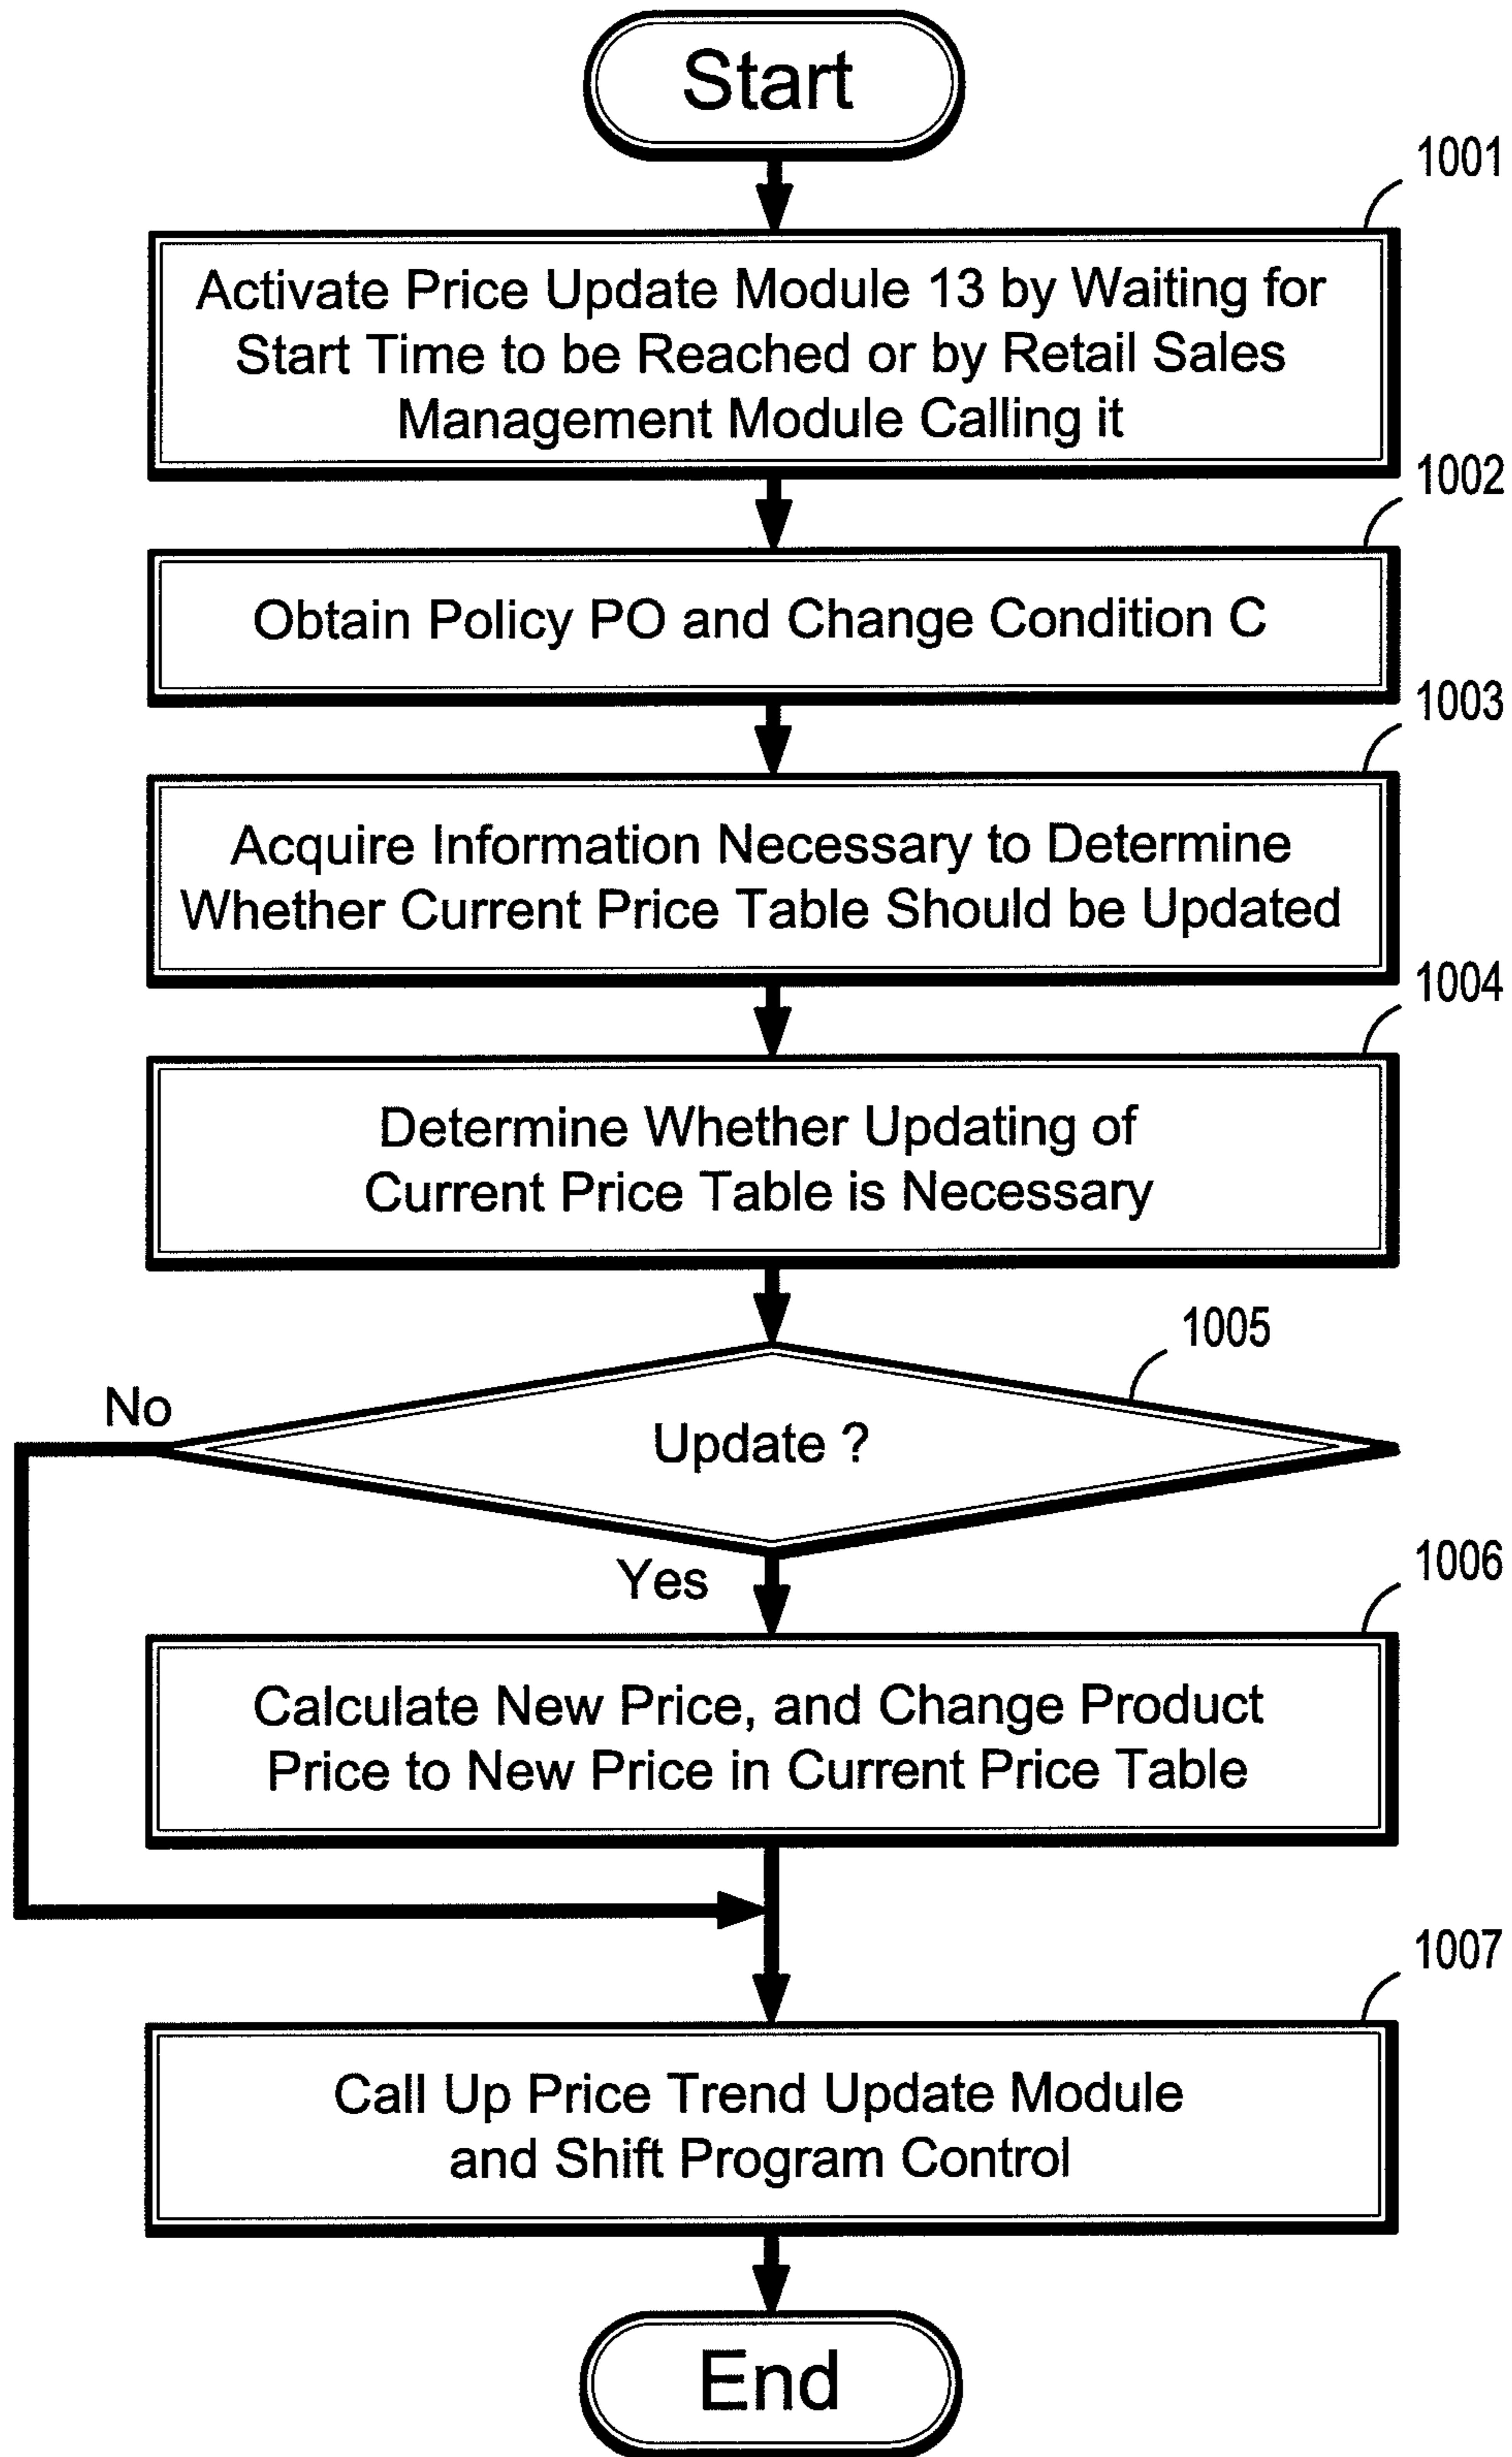 Start
1001
Activate Price Update Module 13 by Waiting for
Start Time to be Reached or by Retail Sales
Management Module Calling it
1002
Obtain Policy PO and Change Condition C
1003
Acquire Information Necessary to Determine
Whether Current Price Table Should be Updated
1004
Determine Whether Updating of
Current Price Table is Necessary
1005
No
Update ?
Yes
1006
Calculate New Price, and Change Product
Price to New Price in Current Price Table
1007
Call Up Price Trend Update Module
and Shift Program Control
End